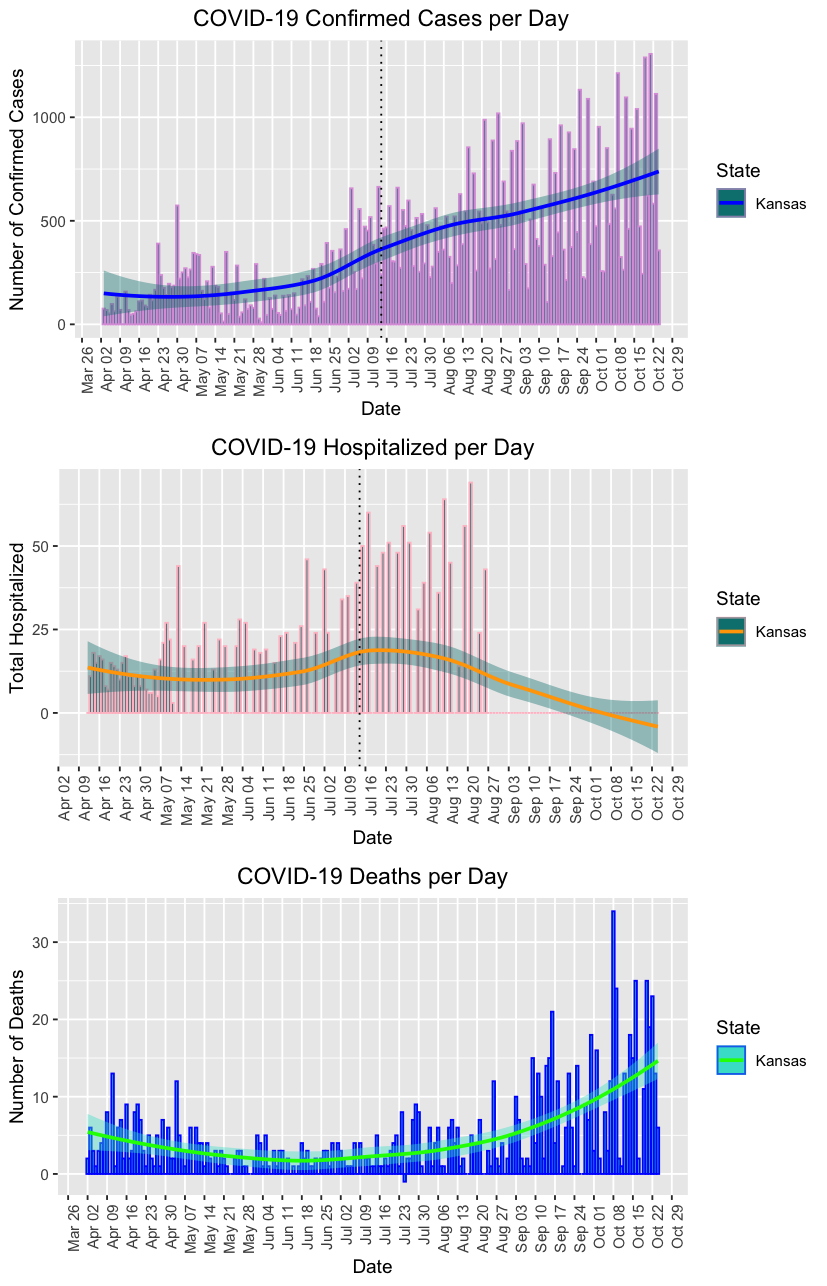 COVID-19 Confirmed Cases per Day
Number of Confirmed Cases
1000
500
0
Mar 26 Apr 02 Apr 09 Apr 16 Apr 23 Apr 30 May 07 May 14 May 21 May 28 Jun 04 Jun 11 Jun 18 Jun 25 Jul 02 Jul 09 Jul 16 Jul 23 Jul 30 Aug 06 Aug 13 Aug 20 Aug 27 Sep 03 Sep 10 Sep 17 Sep 24 Oct 01 Oct 08 Oct 15 Oct 22 Oct 29
Date
State
Kansas
COVID-19 Hospitalized per Day
Total Hospitalized
50
25
0
Apr 02 Apr 09 Apr 16 Apr 23 Apr 30 May 07 May 14 May 21 May 28 Jun 04 Jun 11 Jun 18 Jun 25 Jul 02 Jul 09 Jul 16 Jul 23 Jul 30 Aug 06 Aug 13 Aug 20 Aug 27 Sep 03 Sep 10 Sep 17 Sep 24 Oct 01 Oct 08 Oct 15 Oct 22 Oct 29
Date
State
Kansas
COVID-19 Deaths per Day
Number of Deaths
30
20
10
0
Mar 26 Apr 02 Apr 09 Apr 16 Apr 23 Apr 30 May 07 May 14 May 21 May 28 Jun 04 Jun 11 Jun 18 Jun 25 Jul 02 Jul 09 Jul 16 Jul 23 Jul 30 Aug 06 Aug 13 Aug 20 Aug 27 Sep 03 Sep 10 Sep 17 Sep 24 Oct 01 Oct 08 Oct 15 Oct 22 Oct 29
Date
State
Kansas